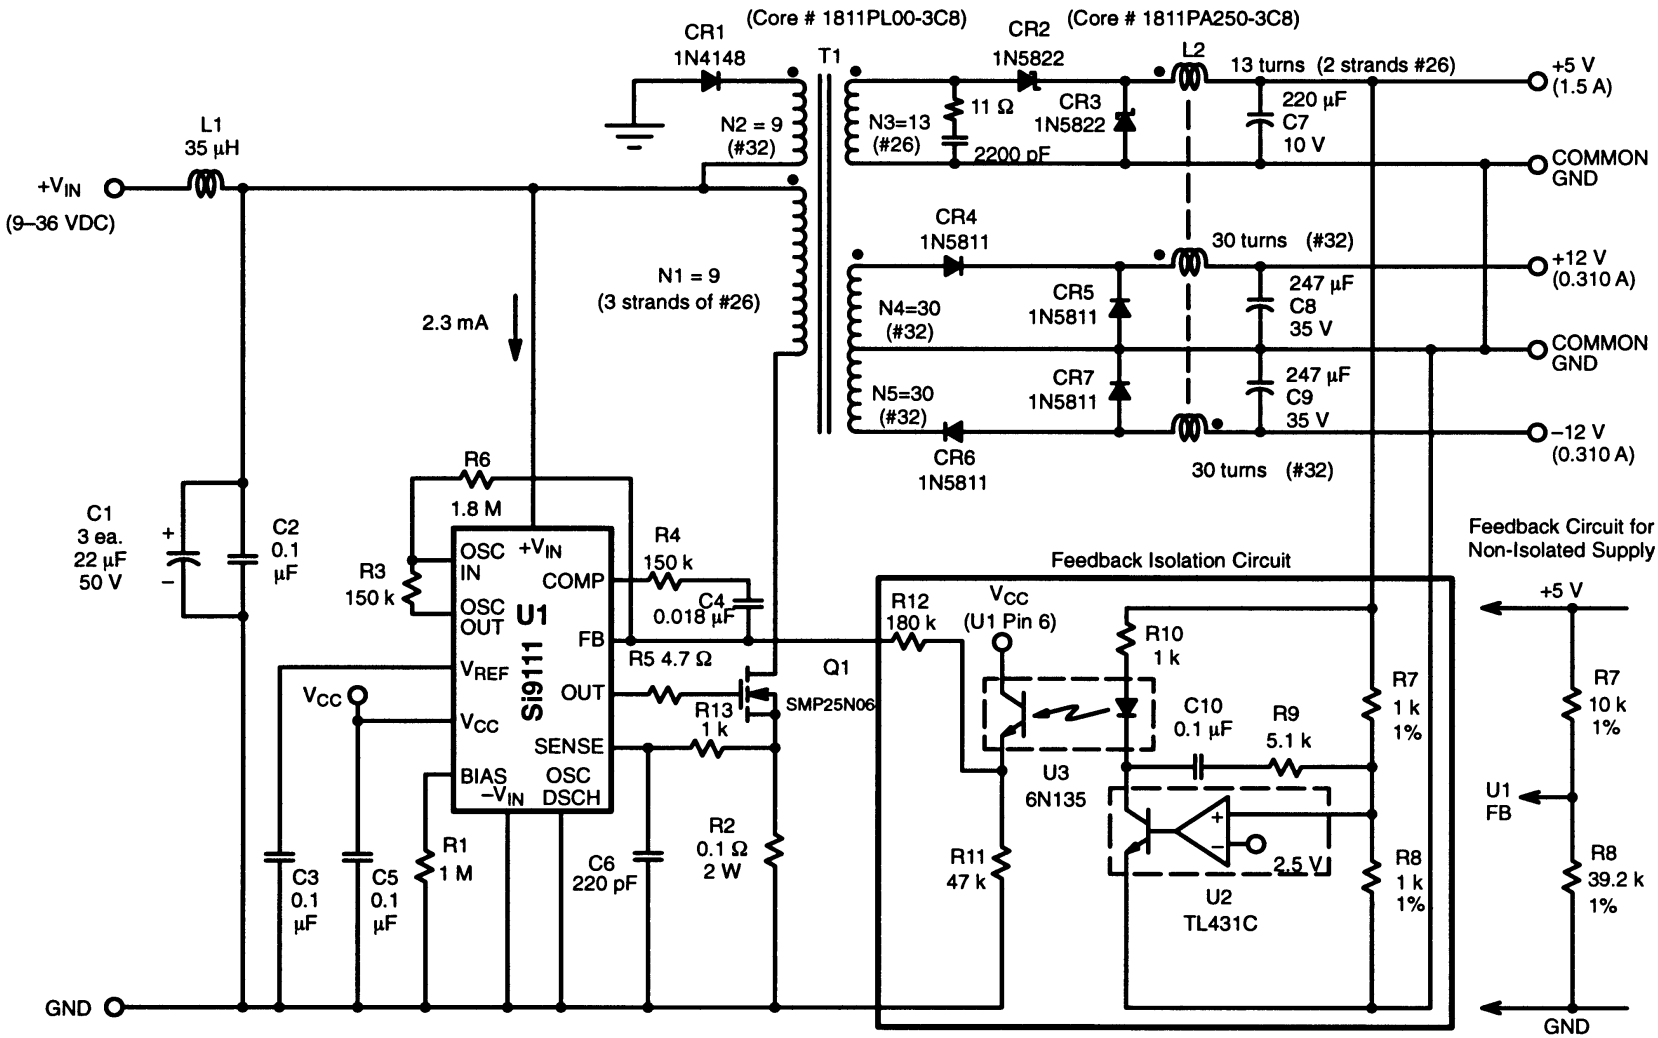 (Core # 1811PL00-3C8)
(Core # 1811PA250-3C8)
CR1
1N4148
T1
CR2
1N5822
L2
13 turns (2 strands #26)
+5 V
(1.5 A)
N2 = 9
(#32)
N3=13
(#26)
11 Ω
2200 pF
CR3
1N5822
220 µF
C7
10 V
COMMON
GND
L1
35 µH
+VIN
(9–36 VDC)
CR4
1N5811
30 turns (#32)
+12 V
(0.310 A)
N1 = 9
(3 strands of #26)
2.3 mA
N4=30
(#32)
CR5
1N5811
247 µF
C8
35 V
COMMON
GND
N5=30
(#32)
CR7
1N5811
247 µF
C9
35 V
CR6
1N5811
30 turns (#32)
–12 V
(0.310 A)
C1
3 ea.
22 µF
50 V
+
–
C2
0.1
µF
R6
1.8 M
R3
150 k
OSC
IN
OSC
OUT
+VIN
COMP
U1
Si9111
FB
VREF
OUT
VCC
VCC
SENSE
BIAS
–VIN
OSC
DSCH
R4
150 k
C4
0.018 µF
R5 4.7 Ω
Q1
SMP25N06
R13
1 k
C3
0.1
µF
C5
0.1
µF
R1
1 M
C6
220 pF
R2
0.1 Ω
2 W
GND
Feedback Isolation Circuit
R12
180 k
VCC
(U1 Pin 6)
R10
1 k
U3
6N135
C10
0.1 µF
R9
5.1 k
R7
1 k
1%
R11
47 k
+
–
2.5 V
U2
TL431C
R8
1 k
1%
Feedback Circuit for
Non-Isolated Supply
+5 V
R7
10 k
1%
U1
FB
R8
39.2 k
1%
GND